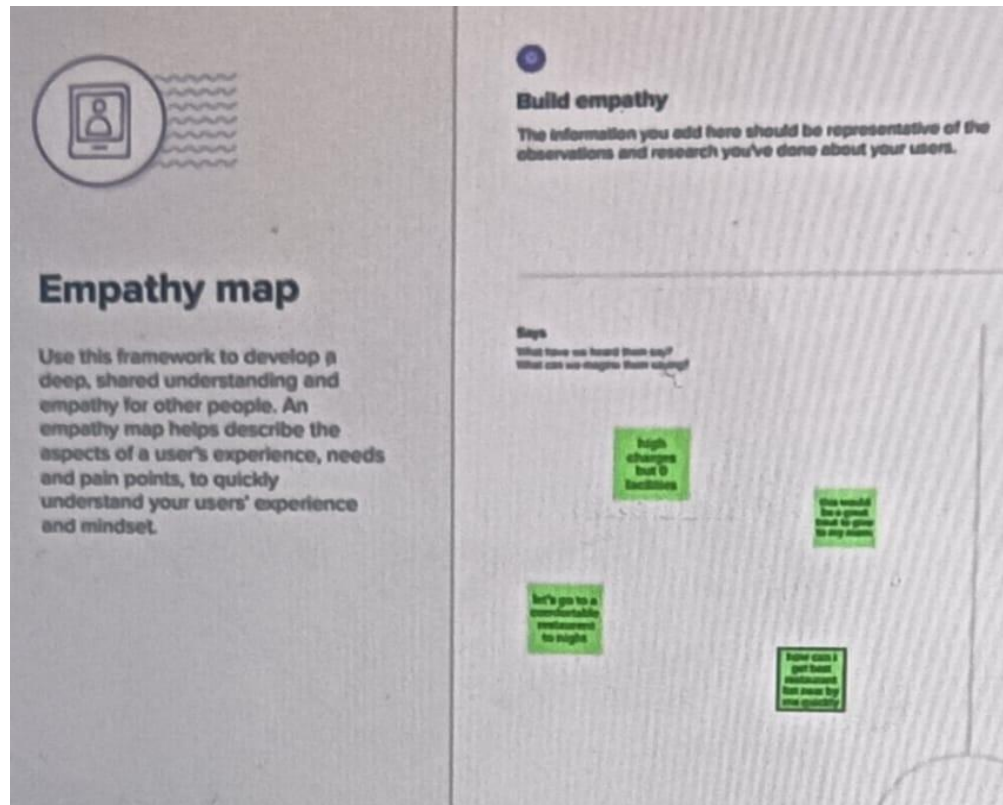 Empathy map
Use this framework to develop a
deep, shared understanding and
empathy for other people. An
empathy map helps describe the
aspects of a user's experience, needs
and pain points, to quickly
understand your users' experience
and mindset.
Build empathy
The information you add here should be representative of the
observations and research you've done about your users.
Says
What have we heard them say?
What can we imagine them saying?
high
charges
but 0
facilities
this would
be a great
treat to give
to my mom
let's go to a
comfortable
restaurent
to night
how can i
get best
restaurant
list near by
me quickly